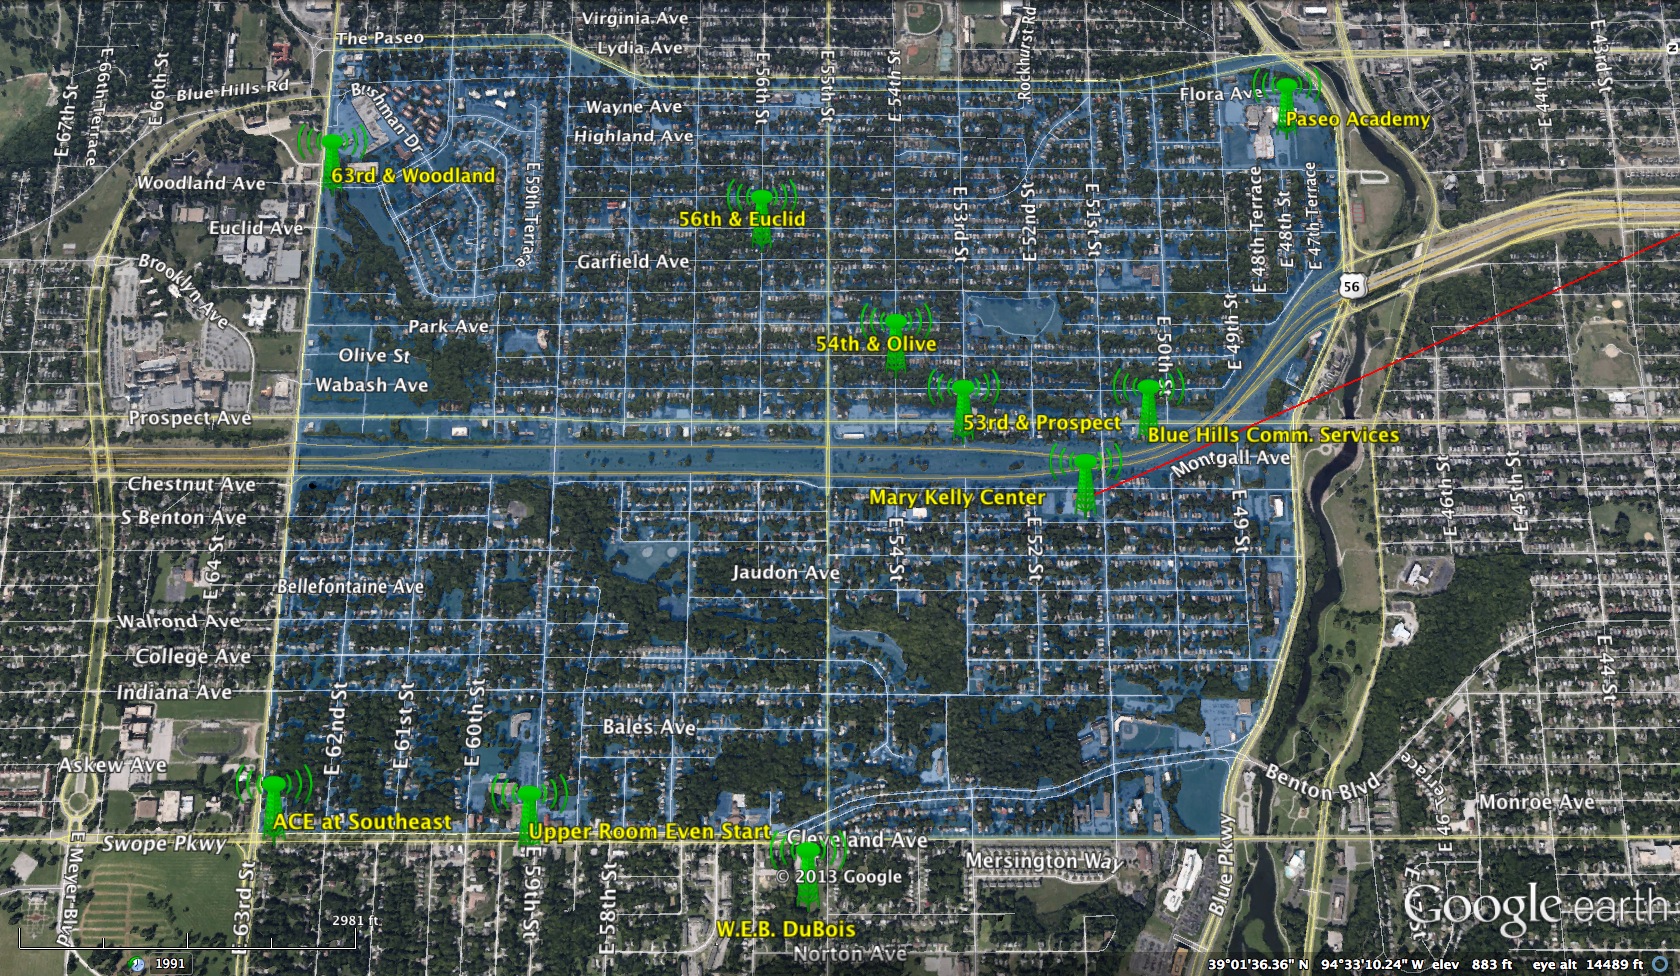 Virginia Ave
The Paseo
Lydia Ave
Rockhurst Rd
E 43rd St
E 44th St
N
E 67th St
E 66th Terrace
E 66th St
Blue Hills Rd
Bushman Dr
Wayne Ave
E 56th St
E 55th St
E 54th St
Flora Ave
Paseo Academy
Highland Ave
63rd & Woodland
Woodland Ave
E 59th Terrace
56th & Euclid
E 53rd St
E 52nd St
E 51st St
E 48th Terrace
E 48th St
E 47th Terrace
Euclid Ave
Garfield Ave
Brooklyn Ave
56
Park Ave
54th & Olive
E 50th St
E 49th St
Olive St
Wabash Ave
Prospect Ave
53rd & Prospect
Blue Hills Comm. Services
Montgall Ave
Chestnut Ave
Mary Kelly Center
S Benton Ave
E 54 St
E 52 St
E 49 St
E 46th St
E 45th St
E 64 St
Jaudon Ave
Bellefontaine Ave
Walrond Ave
College Ave
E 44 St
Indiana Ave
E 62nd St
E 61st St
E 60th St
Bales Ave
Askew Ave
Benton Blvd
E 46 Terrace
Monroe Ave
ACE at Southeast
Upper Room Even Start
Cleveland Ave
Swope Pkwy
E Meyer Blvd
E 63rd St
E 59th St
E 58th St
Mersington Way
Blue Pkwy
E 46th St
© 2013 Google
W.E.B. DuBois
Norton Ave
2981 ft
Google earth
1991
39°01'36.36" N 94°33'10.24" W elev 883 ft eye alt 14489 ft